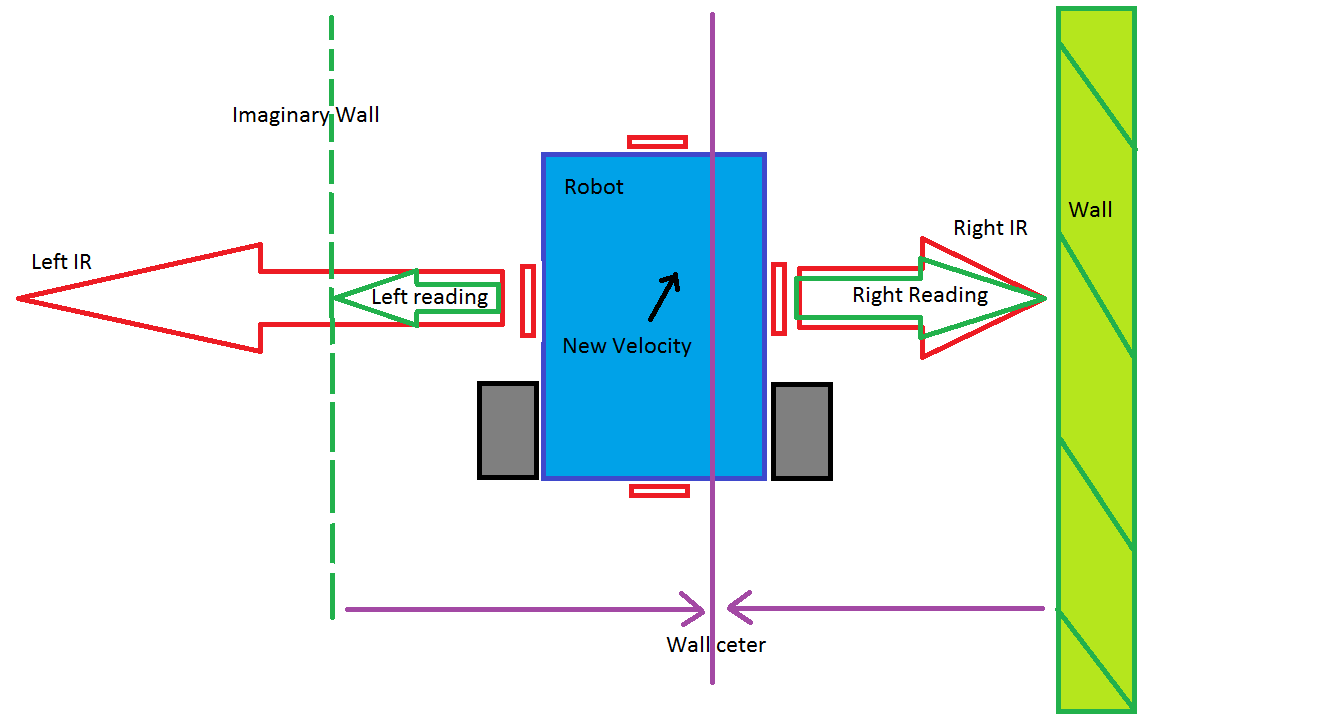 Imaginary Wall
Robot
Wall
Right IR
Left IR
Left reading
Right Reading
New Velocity
Wall ceter